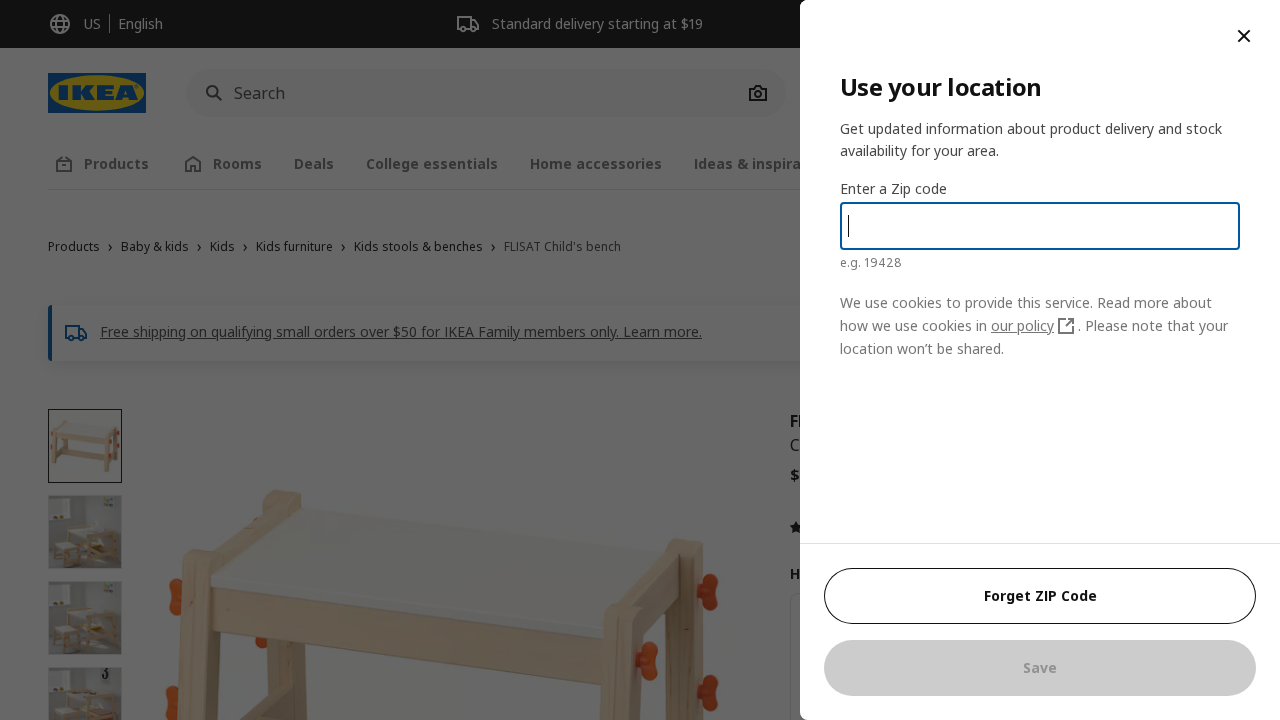 US English
Standard delivery starting at $19
IKEA
Search
Products
Rooms
Deals
College essentials
Home accessories
Ideas &
Products › Baby & kids › Kids › Kids furniture › Kids stools & benches › FLISAT Child's bench
Free shipping on qualifying small orders over $50 for IKEA Family members only. Learn more.
$
Use your location
Get updated information about product delivery and stock
availability for your area.
Enter a Zip code
e.g. 19428
We use cookies to provide this service. Read more about
how we use cookies in our policy . Please note that your
location won’t be shared.
Forget ZIP Code
Save